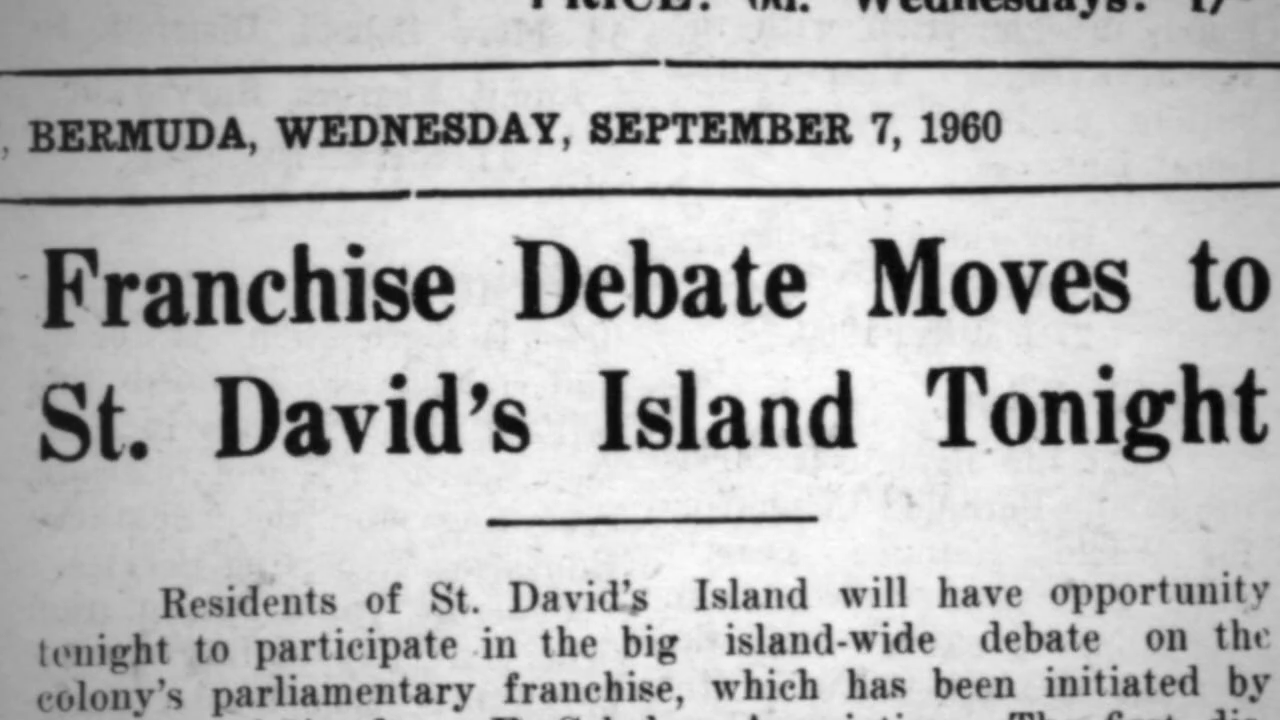 PRICE: 6d. Wednesdays: 1/-
, BERMUDA, WEDNESDAY, SEPTEMBER 7, 1960
Franchise Debate Moves to
St. David's Island Tonight
Residents of St. David's Island will have opportunity
tonight to participate in the big island-wide debate on the
colony's parliamentary franchise, which has been initiated by